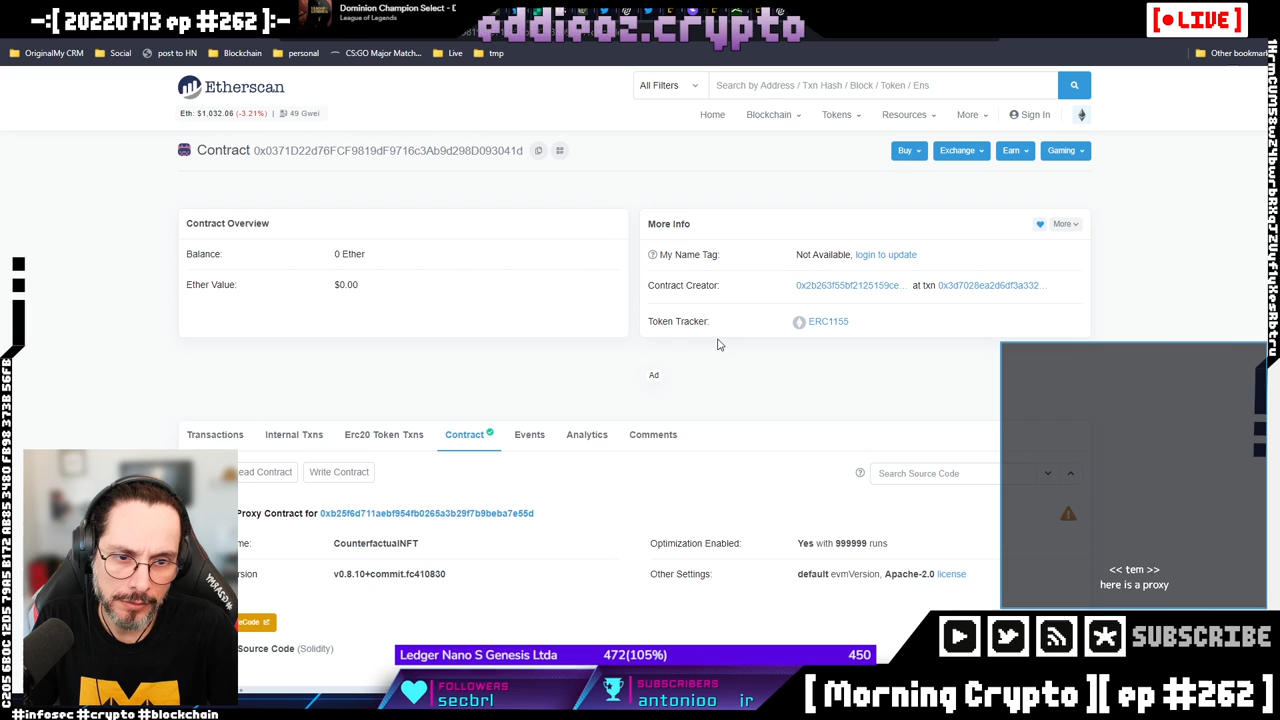 -:[ 20220713 ep #262 ]:-
Dominion Champion Select - D
League of Legends
eddieoz.crypto
[●LIVE]
OriginalMy CRM
Social
post to HN
Blockchain
personal
CS:GO Major Match...
Live
tmp
Other bookmar
Etherscan
All Filters
Search by Address / Txn Hash / Block / Token / Ens
Eth: $1,032.06 (-3.21%) | 49 Gwei
Home
Blockchain
Tokens
Resources
More
Sign In
Contract 0x0371D22d76FCF9819dF9716c3Ab9d298D093041d
Buy
Exchange
Earn
Gaming
Contract Overview
Balance: 0 Ether
Ether Value: $0.00
More Info
More
My Name Tag: Not Available, login to update
Contract Creator: 0x2b263f55bf2125159ce... at txn 0x3d7028ea2d6df3a332...
Token Tracker: ERC1155
Ad
Transactions
Internal Txns
Erc20 Token Txns
Contract
Events
Analytics
Comments
ead Contract
Write Contract
Search Source Code
Proxy Contract for 0xb25f6d711aebf954fb0265a3b29f7b9beba7e55d
me: CounterfactualNFT
Optimization Enabled: Yes with 999999 runs
rsion v0.8.10+commit.fc410830
Other Settings: default evmVersion, Apache-2.0 license
eCode
Source Code (Solidity)
<< tem >>
here is a proxy
YMRAGON
Ledger Nano S Genesis Ltda 472(105%) 450
FOLLOWERS
secbrl
SUBSCRIBERS
antonioo jr
SUBSCRIBE
[ Morning Crypto ][ ep #262 ]
#infosec #crypto #blockchain